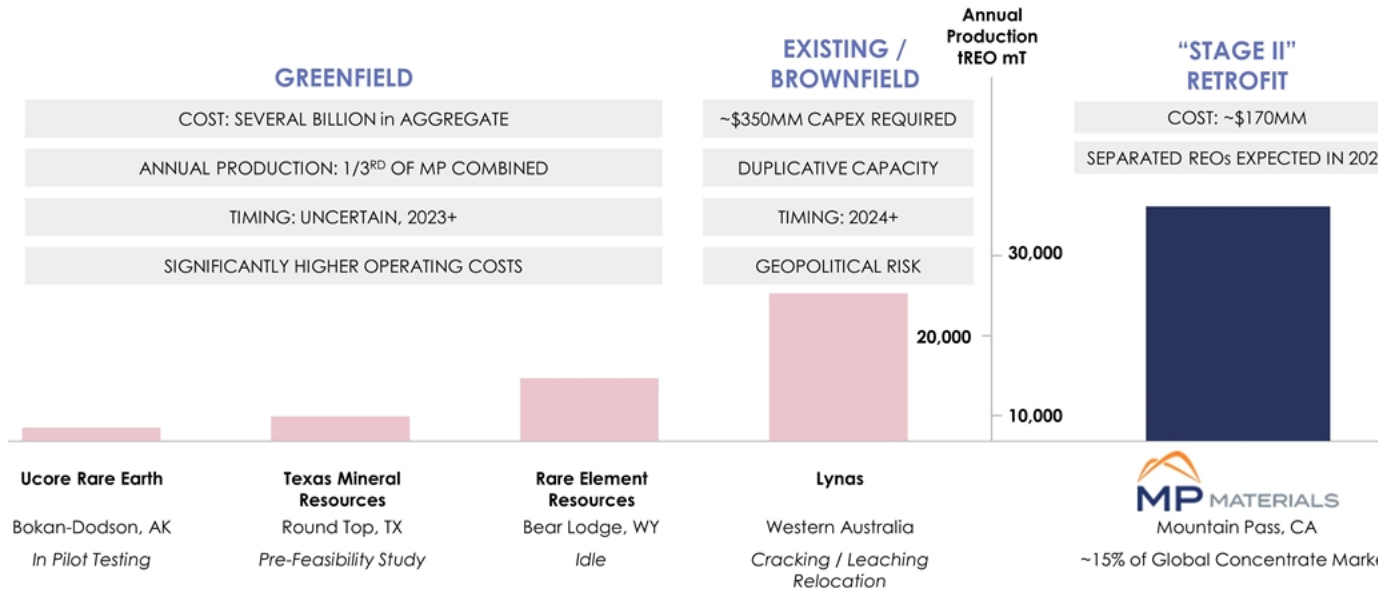 Annual
Production
tREO mT
GREENFIELD
COST: SEVERAL BILLION in AGGREGATE
ANNUAL PRODUCTION: 1/3RD OF MP COMBINED
TIMING: UNCERTAIN, 2023+
SIGNIFICANTLY HIGHER OPERATING COSTS
EXISTING /
BROWNFIELD
~$350MM CAPEX REQUIRED
DUPLICATIVE CAPACITY
TIMING: 2024+
GEOPOLITICAL RISK
“STAGE II”
RETROFIT
COST: ~$170MM
SEPARATED REOs EXPECTED IN 202
30,000
20,000
10,000
Ucore Rare Earth
Bokan-Dodson, AK
In Pilot Testing
Texas Mineral
Resources
Round Top, TX
Pre-Feasibility Study
Rare Element
Resources
Bear Lodge, WY
Idle
Lynas
Western Australia
Cracking / Leaching
Relocation
MP MATERIALS
Mountain Pass, CA
~15% of Global Concentrate Marke